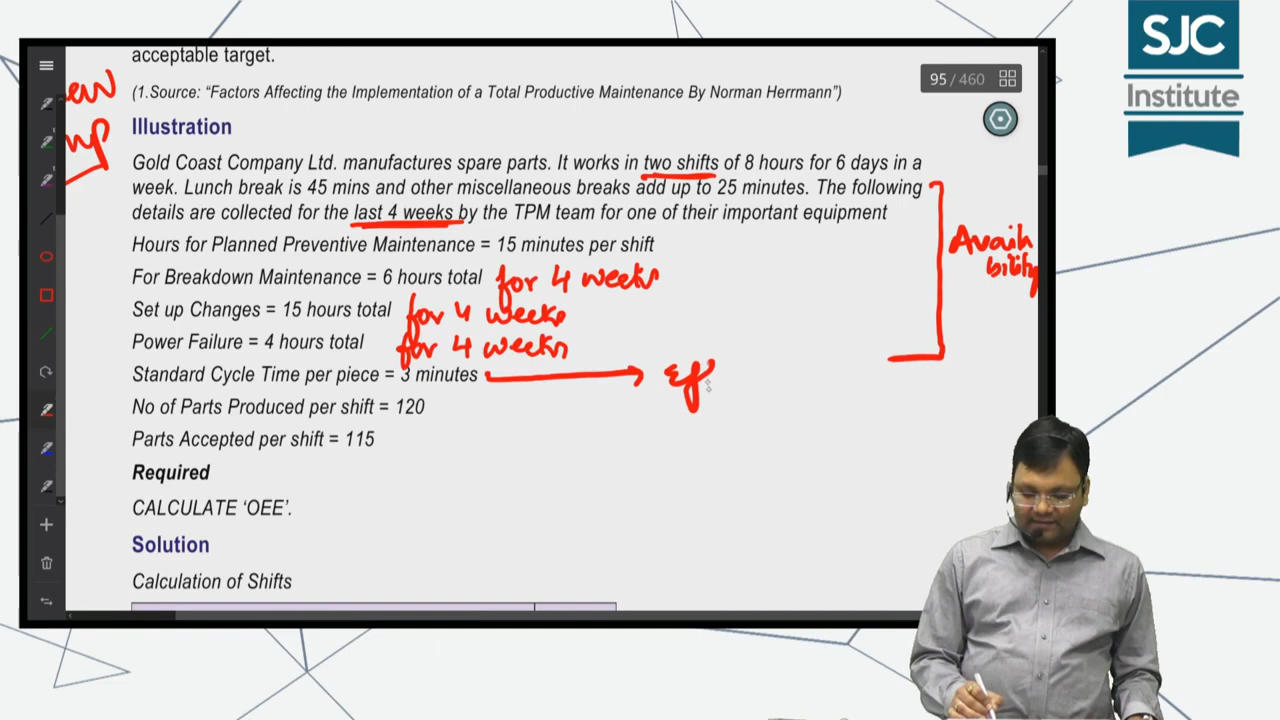 acceptable target.
(1.Source: “Factors Affecting the Implementation of a Total Productive Maintenance By Norman Herrmann”)
95 / 460
SJC
Institute
Illustration
Gold Coast Company Ltd. manufactures spare parts. It works in two shifts of 8 hours for 6 days in a
week. Lunch break is 45 mins and other miscellaneous breaks add up to 25 minutes. The following
details are collected for the last 4 weeks by the TPM team for one of their important equipment
Hours for Planned Preventive Maintenance = 15 minutes per shift
Avail
bility
For Breakdown Maintenance = 6 hours total for 4 weeks
Set up Changes = 15 hours total for 4 weeks
Power Failure = 4 hours total for 4 weeks
Standard Cycle Time per piece = 3 minutes
No of Parts Produced per shift = 120
Parts Accepted per shift = 115
Required
CALCULATE ‘OEE’.
Solution
Calculation of Shifts